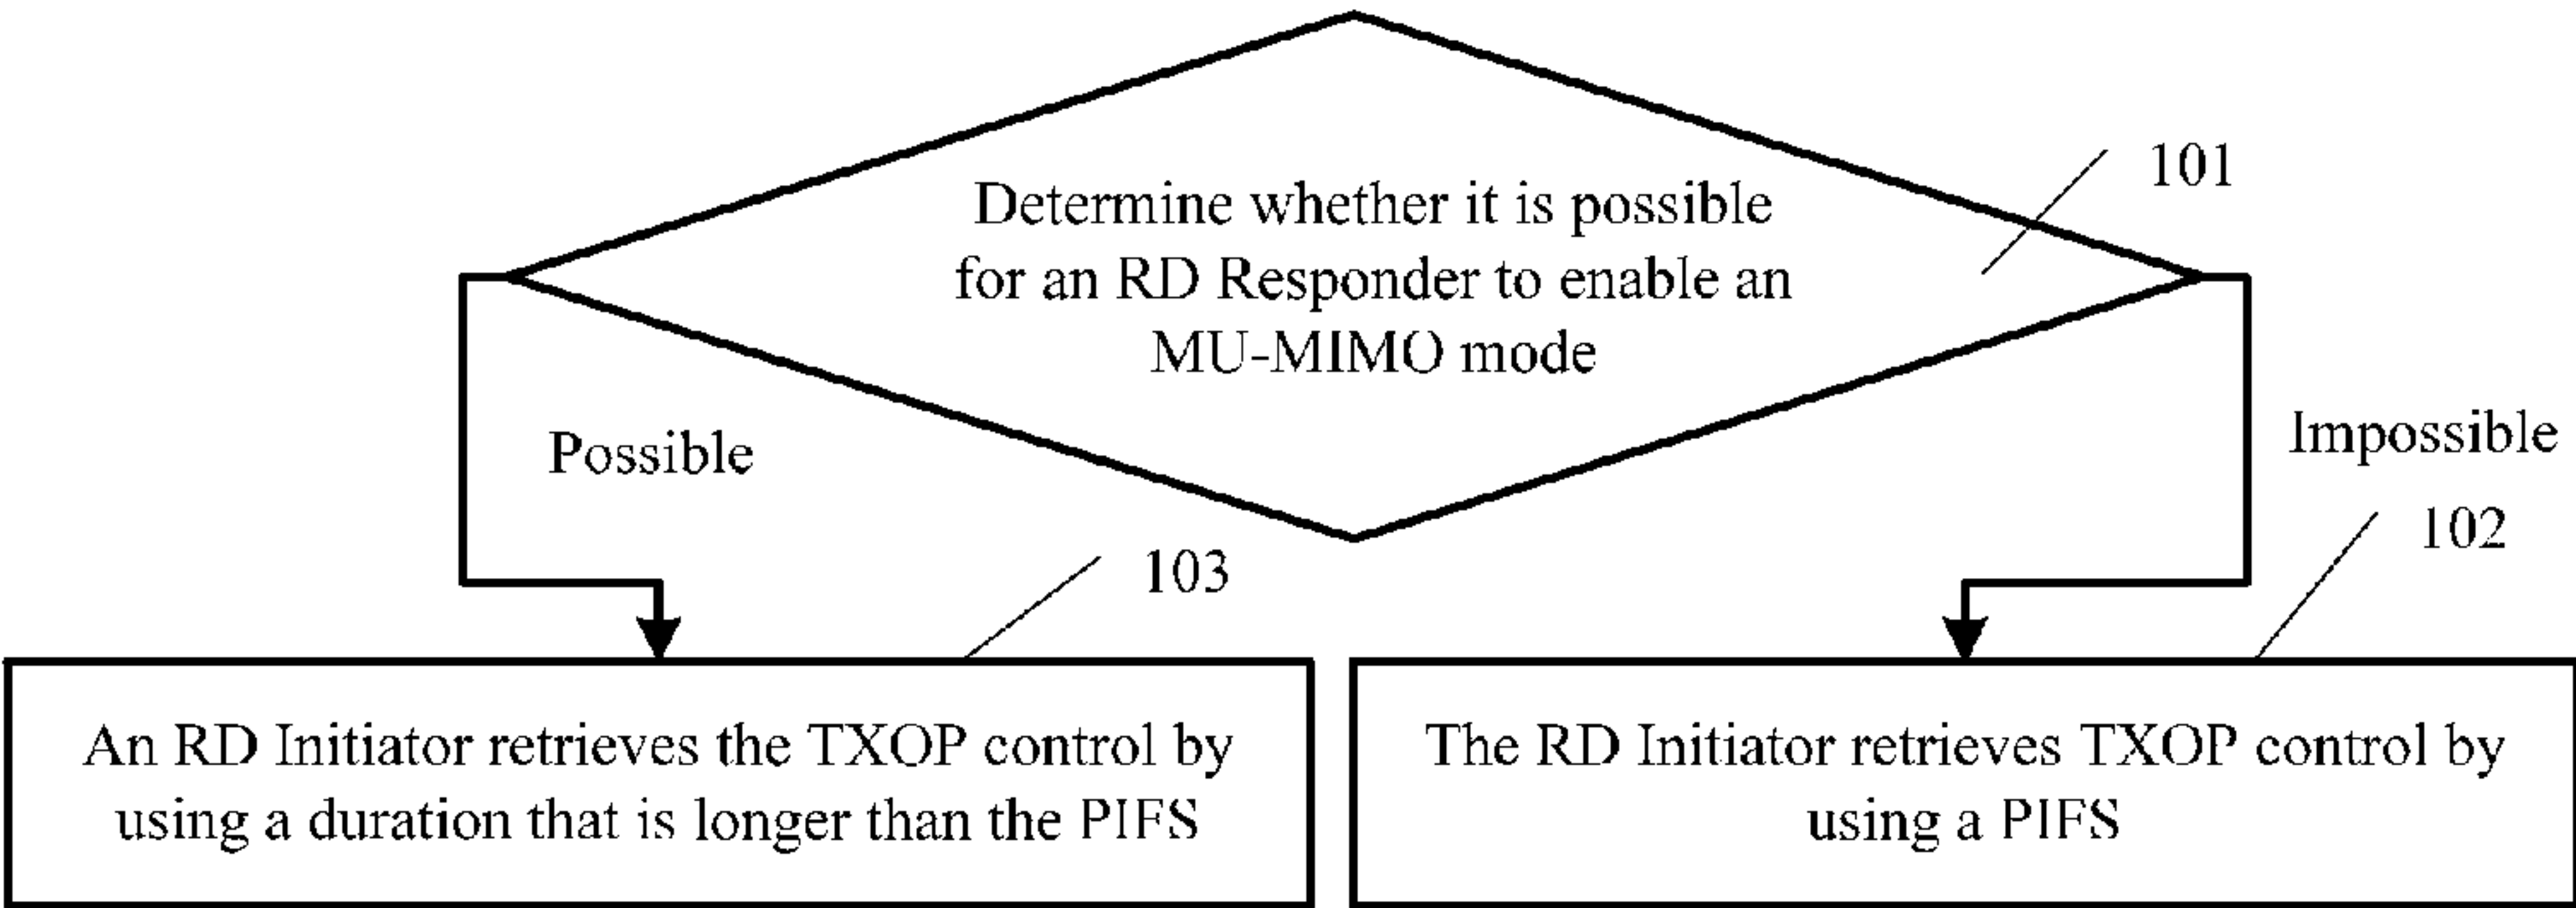 Determine whether it is possible
for an RD Responder to enable an
MU-MIMO mode
101
Possible
Impossible
102
103
An RD Initiator retrieves the TXOP control by
using a duration that is longer than the PIFS
The RD Initiator retrieves TXOP control by
using a PIFS